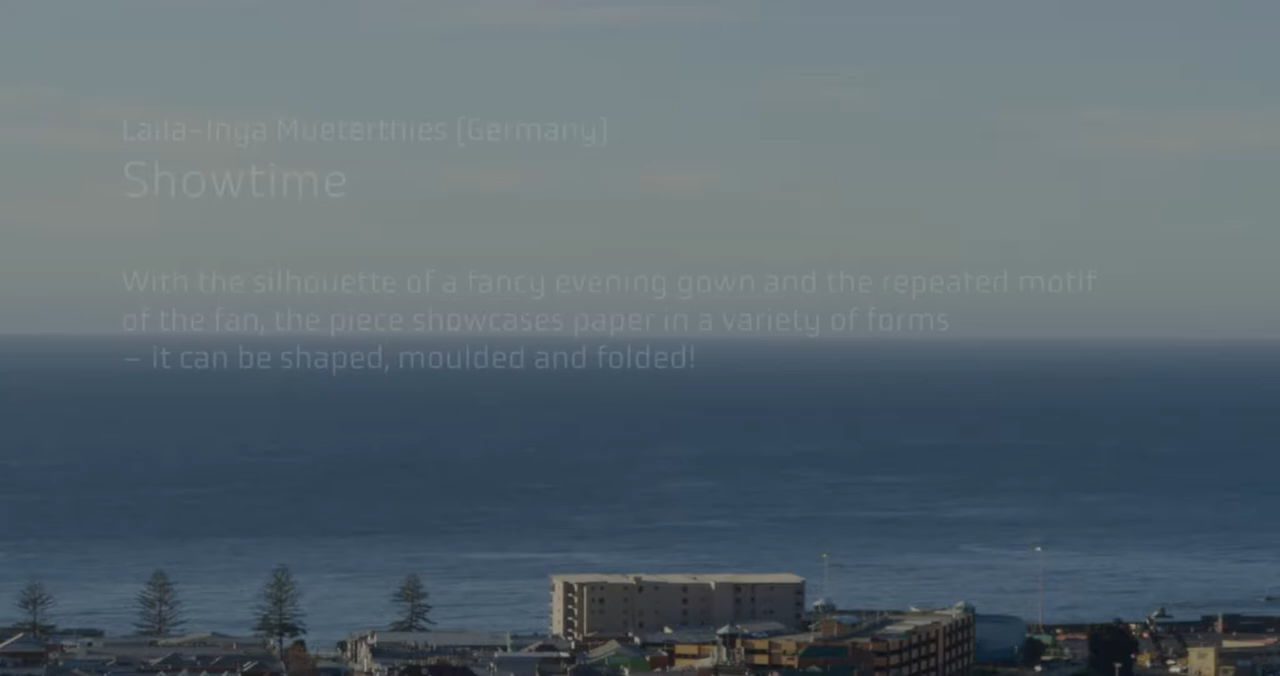 Laila-Inga Mueterthies (Germany)
Showtime
With the silhouette of a fancy evening gown and the repeated motif
of the fan, the piece showcases paper in a variety of forms
– it can be shaped, moulded and folded!